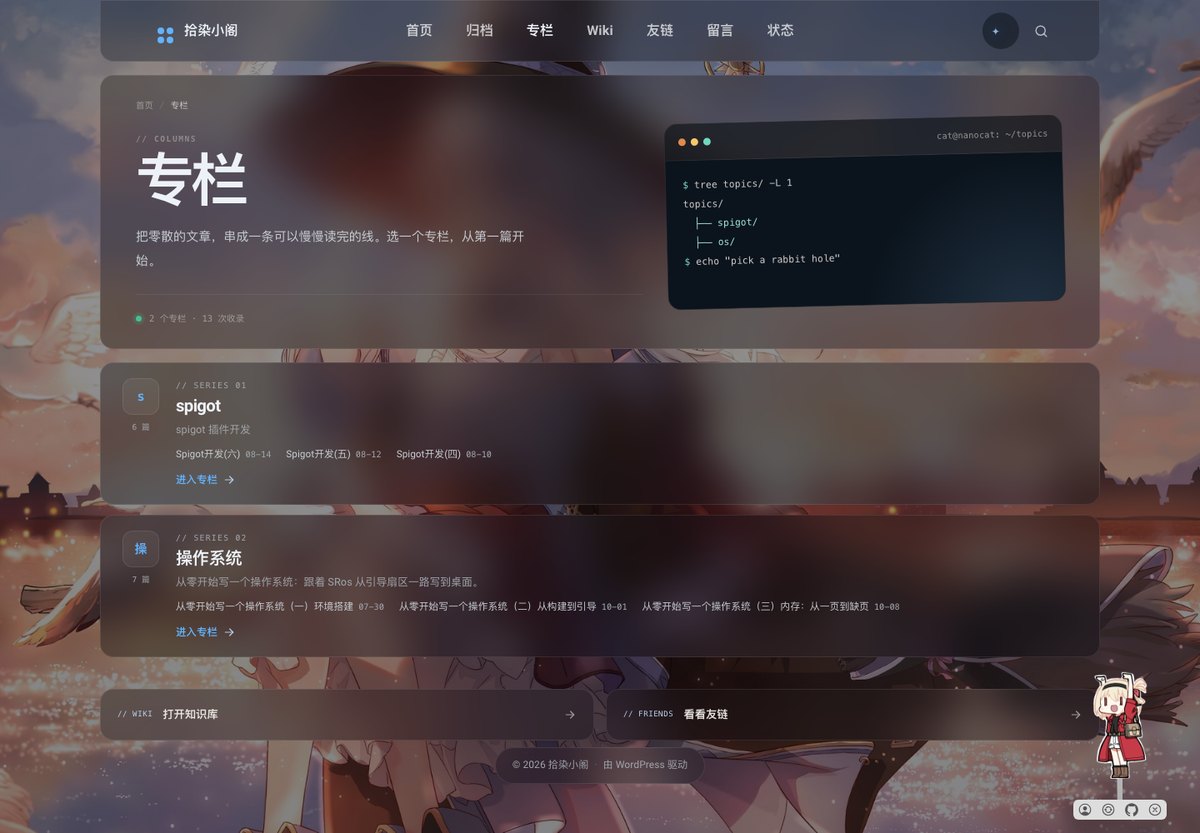 拾染小阁
首页
归档
专栏
Wiki
友链
留言
状态
首页 / 专栏
// COLUMNS
专栏
把零散的文章，串成一条可以慢慢读完的线。选一个专栏，从第一篇开
始。
2 个专栏 · 13 次收录
cat@nanocat: ~/topics
$ tree topics/ -L 1
topics/
├── spigot/
├── os/
$ echo "pick a rabbit hole"
S
6 篇
// SERIES 01
spigot
spigot 插件开发
Spigot开发(六) 08-14 Spigot开发(五) 08-12 Spigot开发(四) 08-10
进入专栏 →
操
7 篇
// SERIES 02
操作系统
从零开始写一个操作系统：跟着 SRos 从引导扇区一路写到桌面。
从零开始写一个操作系统（一）环境搭建 07-30 从零开始写一个操作系统（二）从构建到引导 10-01 从零开始写一个操作系统（三）内存：从一页到缺页 10-08
进入专栏 →
// WIKI 打开知识库 →
// FRIENDS 看看友链 →
© 2026 拾染小阁 · 由 WordPress 驱动